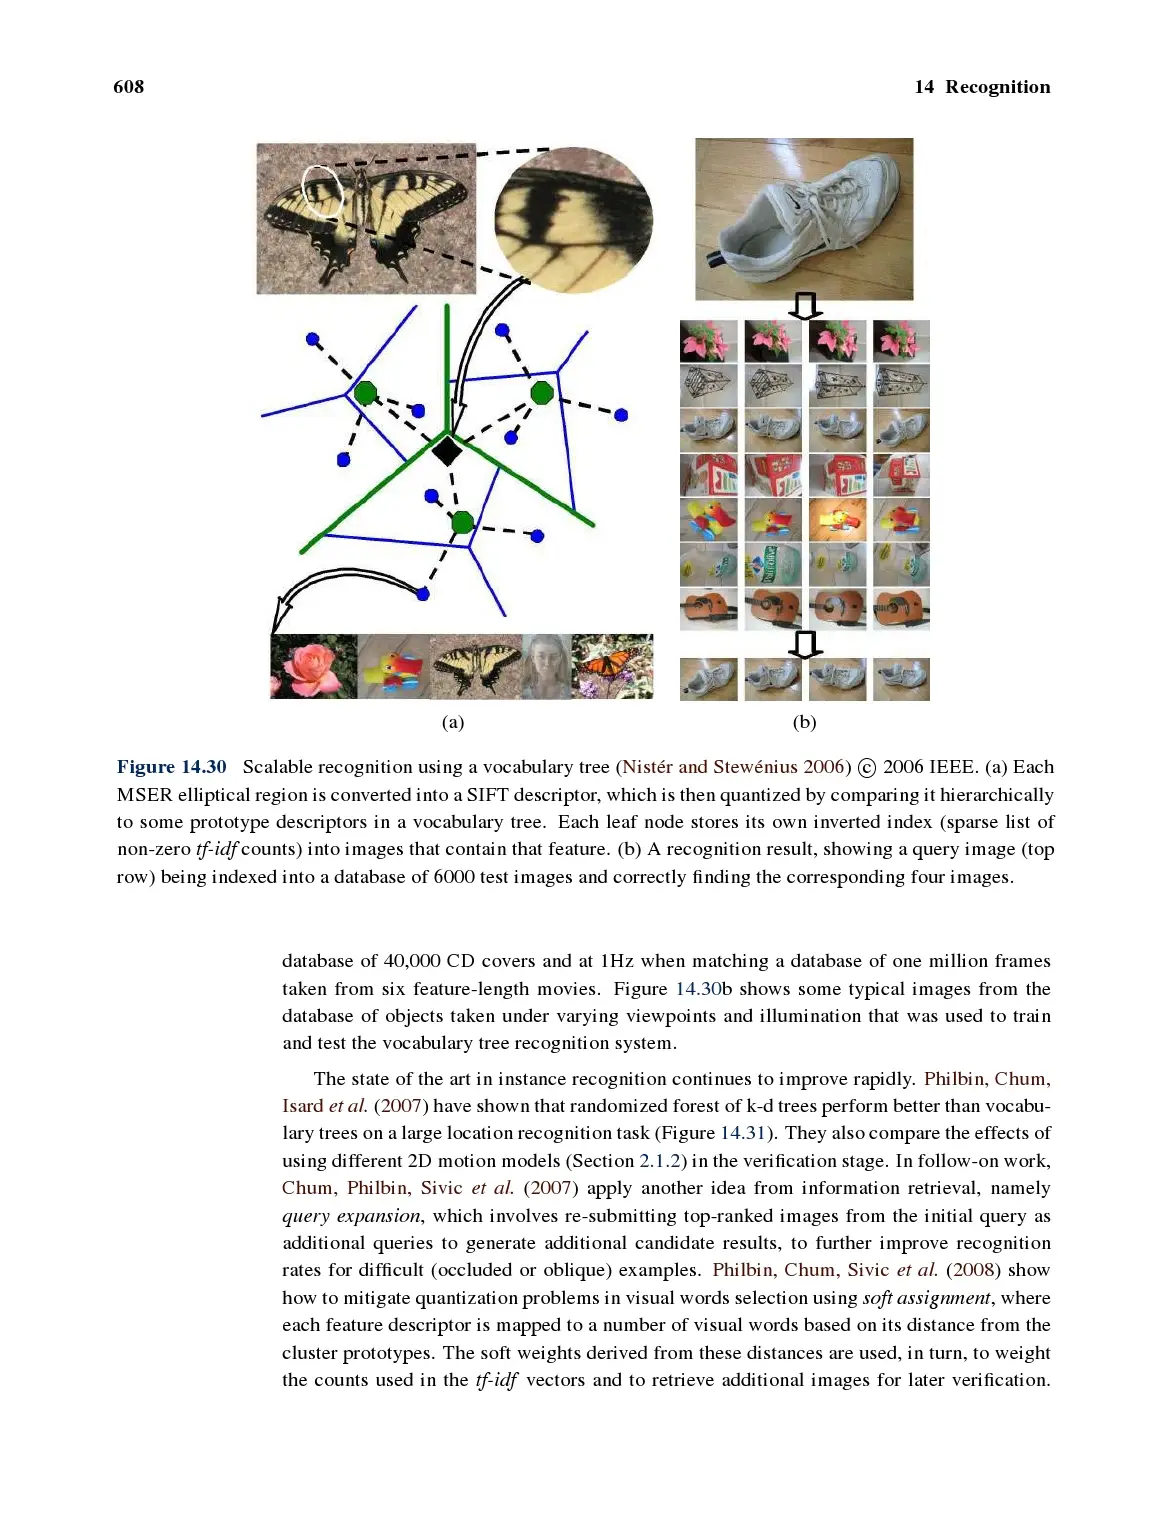 608
14 Recognition
(a)
(b)
Figure 14.30 Scalable recognition using a vocabulary tree (Nistér and Stewénius 2006) © 2006 IEEE. (a) Each
MSER elliptical region is converted into a SIFT descriptor, which is then quantized by comparing it hierarchically
to some prototype descriptors in a vocabulary tree. Each leaf node stores its own inverted index (sparse list of
non-zero tf-idf counts) into images that contain that feature. (b) A recognition result, showing a query image (top
row) being indexed into a database of 6000 test images and correctly finding the corresponding four images.
database of 40,000 CD covers and at 1Hz when matching a database of one million frames
taken from six feature-length movies. Figure 14.30b shows some typical images from the
database of objects taken under varying viewpoints and illumination that was used to train
and test the vocabulary tree recognition system.
The state of the art in instance recognition continues to improve rapidly. Philbin, Chum,
Isard et al. (2007) have shown that randomized forest of k-d trees perform better than vocabu-
lary trees on a large location recognition task (Figure 14.31). They also compare the effects of
using different 2D motion models (Section 2.1.2) in the verification stage. In follow-on work,
Chum, Philbin, Sivic et al. (2007) apply another idea from information retrieval, namely
query expansion, which involves re-submitting top-ranked images from the initial query as
additional queries to generate additional candidate results, to further improve recognition
rates for difficult (occluded or oblique) examples. Philbin, Chum, Sivic et al. (2008) show
how to mitigate quantization problems in visual words selection using soft assignment, where
each feature descriptor is mapped to a number of visual words based on its distance from the
cluster prototypes. The soft weights derived from these distances are used, in turn, to weight
the counts used in the tf-idf vectors and to retrieve additional images for later verification.